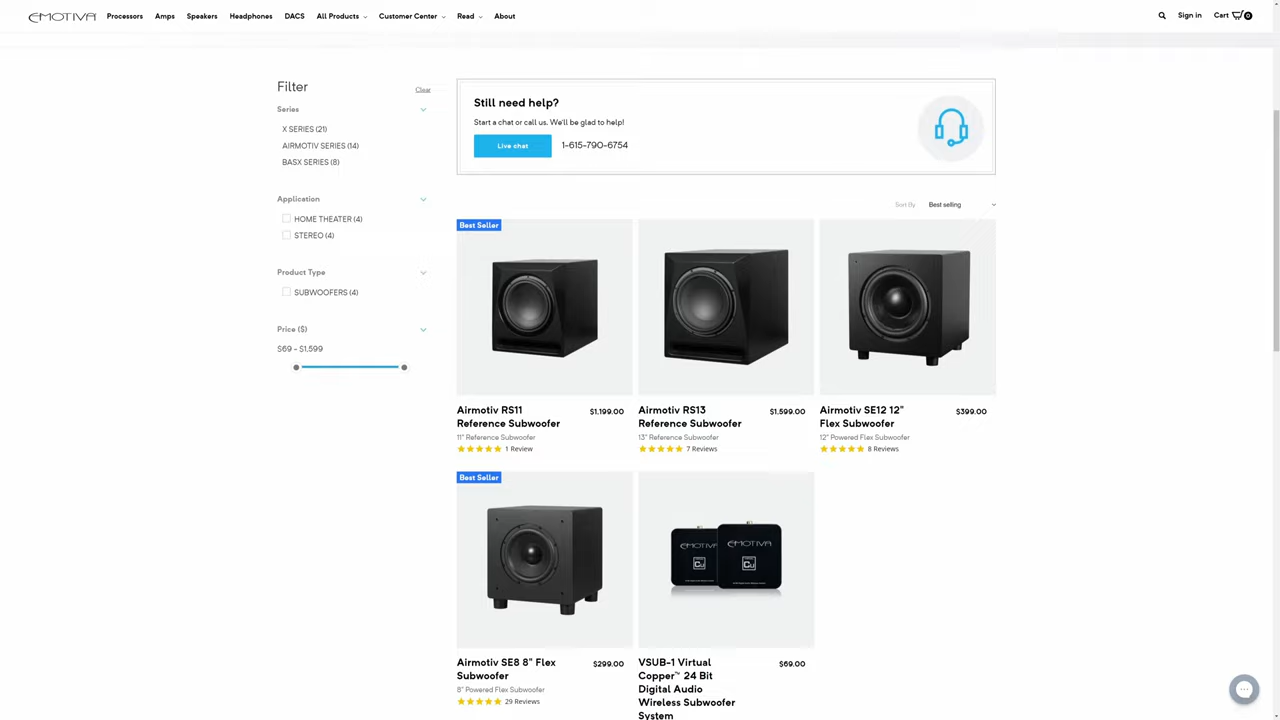 EMOTIVA Processors Amps Speakers Headphones DACS All Products Customer Center Read About Sign in Cart 0
Filter
Clear
Series
X SERIES (21)
AIRMOTIV SERIES (14)
BASX SERIES (8)
Application
HOME THEATER (4)
STEREO (4)
Product Type
SUBWOOFERS (4)
Price ($)
$69 - $1,599
Still need help?
Start a chat or call us. We'll be glad to help!
Live chat 1-615-790-6754
Sort By Best selling
Best Seller
Airmotiv RS11
Reference Subwoofer
$1,199.00
11" Reference Subwoofer
1 Review
Airmotiv RS13
Reference Subwoofer
$1,599.00
13" Reference Subwoofer
7 Reviews
Airmotiv SE12 12"
Flex Subwoofer
$399.00
12" Powered Flex Subwoofer
8 Reviews
Best Seller
Airmotiv SE8 8" Flex
Subwoofer
$299.00
8" Powered Flex Subwoofer
29 Reviews
EMOTIVA
Cu
EMOTIVA
Cu
VSUB-1 Virtual
Copper™ 24 Bit
Digital Audio
Wireless Subwoofer
System
$69.00